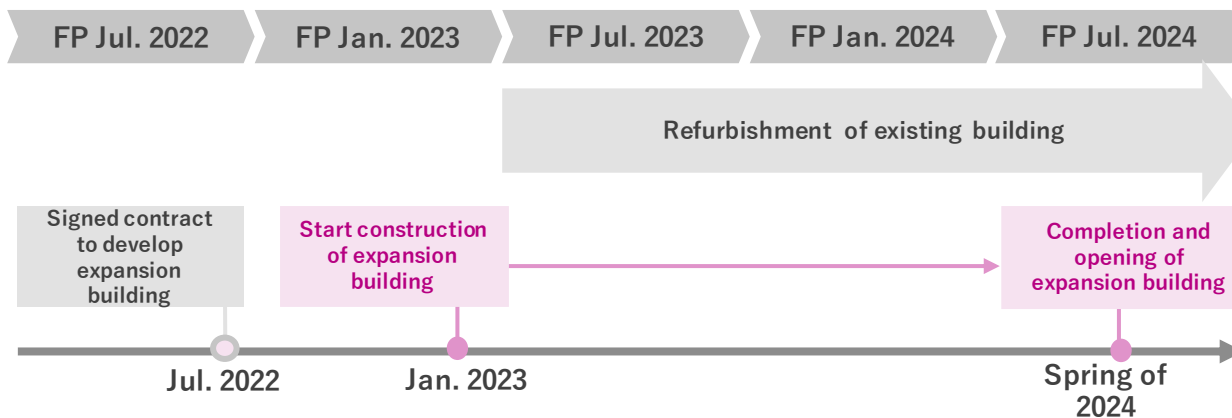 FP Jul. 2022
FP Jan. 2023
FP Jul. 2023
FP Jan. 2024
FP Jul. 2024
Refurbishment of existing building
Signed contract
to develop
expansion
building
Start construction
of expansion
building
Completion and
opening of
expansion building
Jul. 2022
Jan. 2023
Spring of
2024